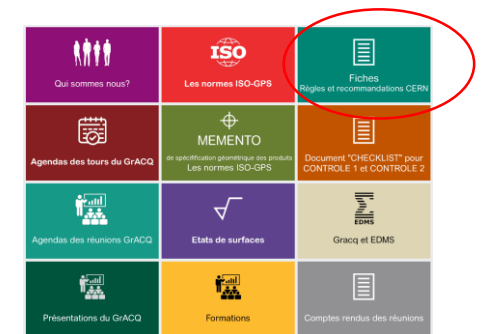 Qui sommes nous?
ISO
Les normes ISO-GPS
Fiches
Règles et recommandations CERN
Agendas des tours du GrACQ
MEMENTO
de spécifification géométrique des produits
Les normes ISO-GPS
Document "CHECKLIST" pour
CONTROLE 1 et CONTROLE 2
Agendas des réunions GrACQ
Etats de surfaces
EDMS
Gracq et EDMS
Présentations du GrACQ
Formations
Comptes rendus des réunions